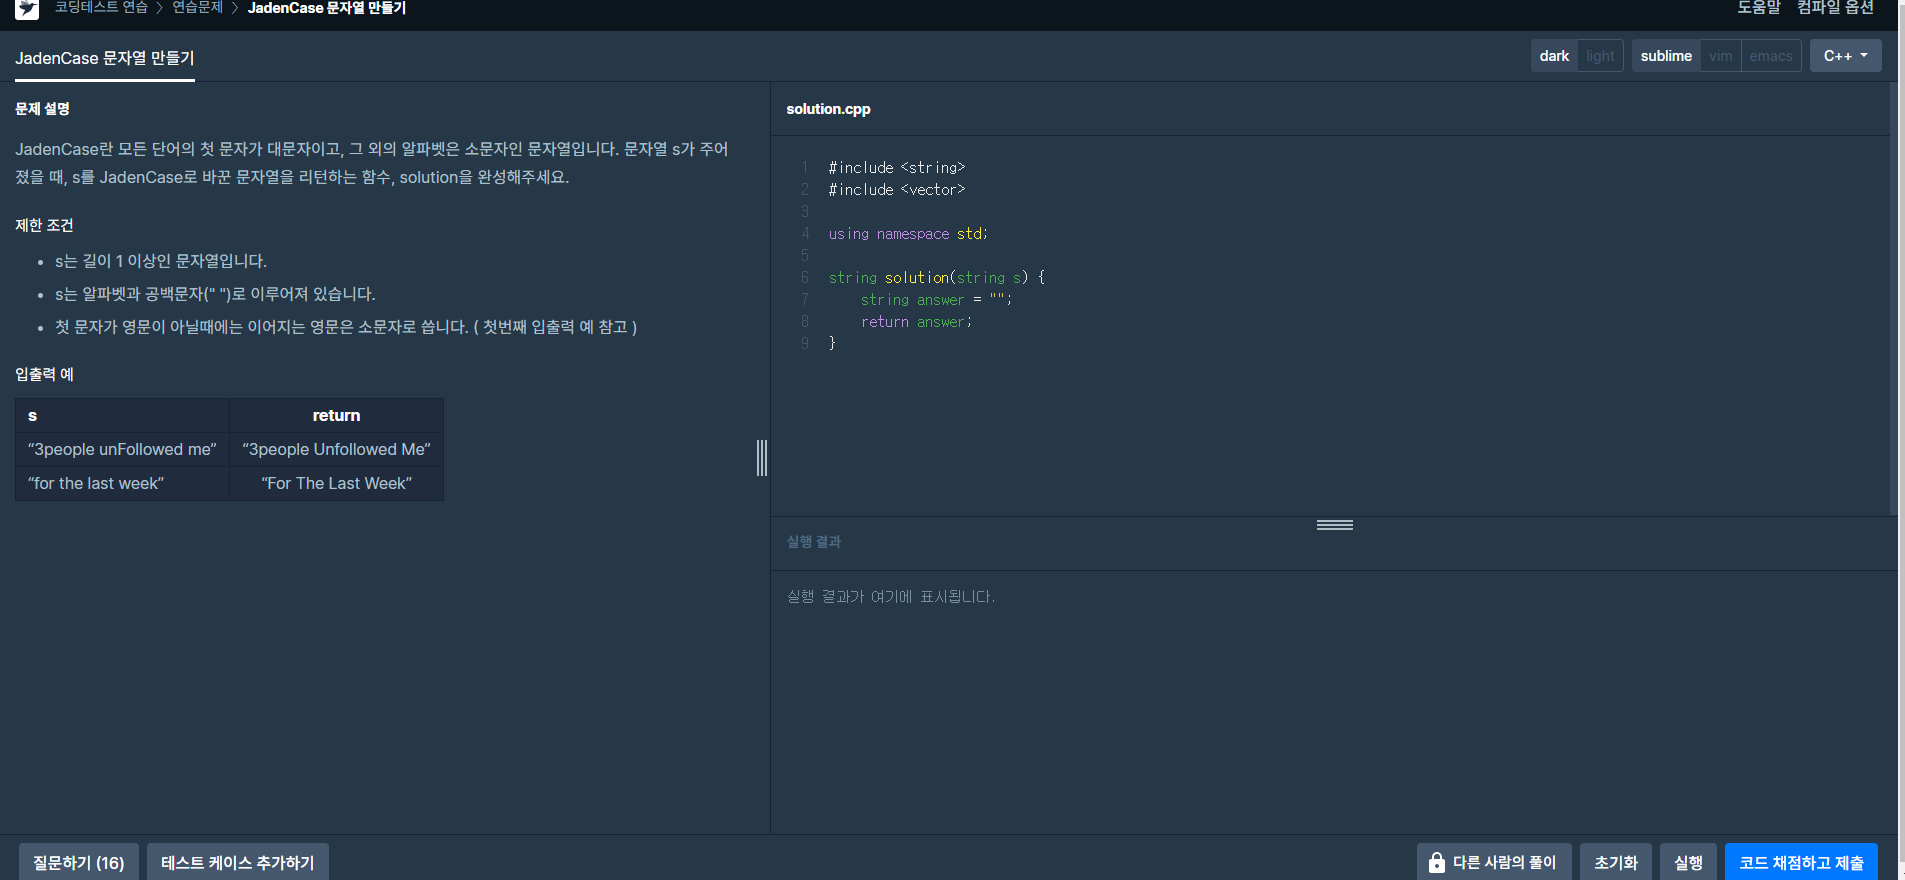 코딩테스트 연습 > 연습문제 > JadenCase 문자열 만들기
도움말 컴파일 옵션
JadenCase 문자열 만들기
dark light sublime vim emacs C++
문제 설명
JadenCase란 모든 단어의 첫 문자가 대문자이고, 그 외의 알파벳은 소문자인 문자열입니다. 문자열 s가 주어
졌을 때, s를 JadenCase로 바꾼 문자열을 리턴하는 함수, solution을 완성해주세요.
제한 조건
• s는 길이 1 이상인 문자열입니다.
• s는 알파벳과 공백문자(" ")로 이루어져 있습니다.
• 첫 문자가 영문이 아닐때에는 이어지는 영문은 소문자로 씁니다. ( 첫번째 입출력 예 참고 )
입출력 예
s return
“3people unFollowed me” “3people Unfollowed Me”
“for the last week” “For The Last Week”
solution.cpp
1 #include <string>
2 #include <vector>
3
4 using namespace std;
5
6 string solution(string s) {
7     string answer = "";
8     return answer;
9 }
실행 결과
실행 결과가 여기에 표시됩니다.
질문하기 (16) 테스트 케이스 추가하기
다른 사람의 풀이 초기화 실행 코드 채점하고 제출